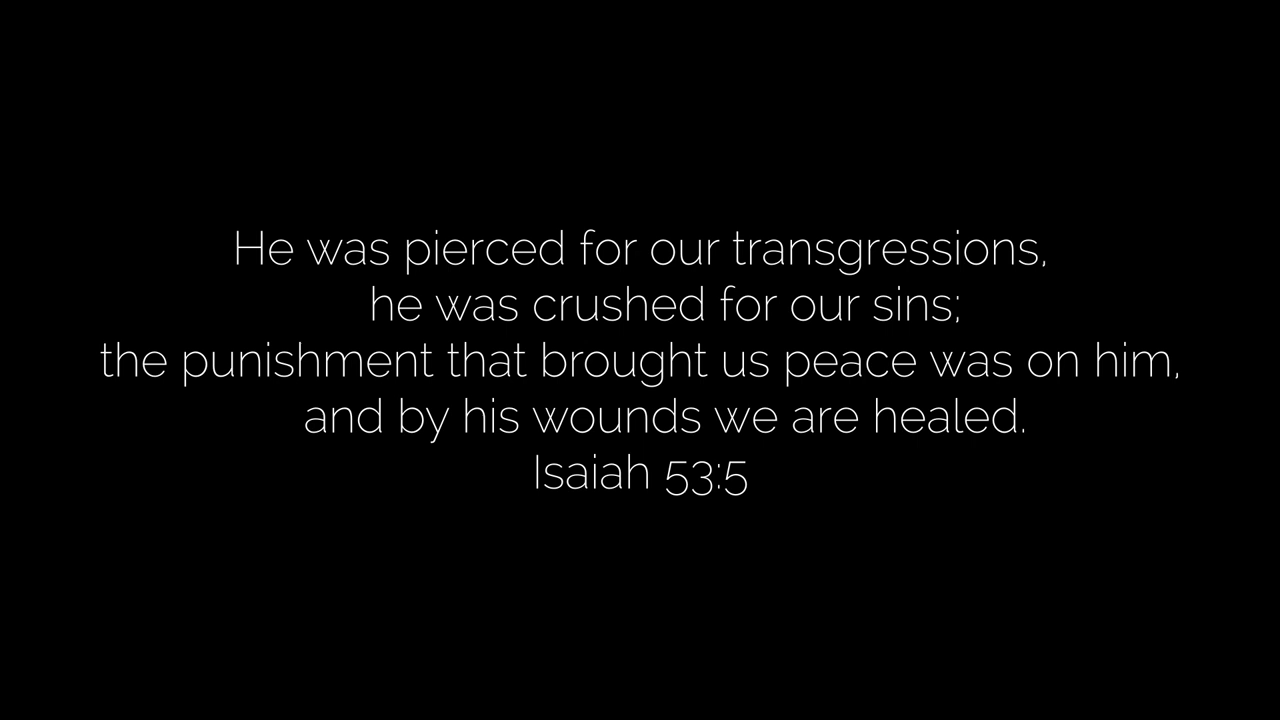 He was pierced for our transgressions,
he was crushed for our sins;
the punishment that brought us peace was on him,
and by his wounds we are healed.
Isaiah 53:5